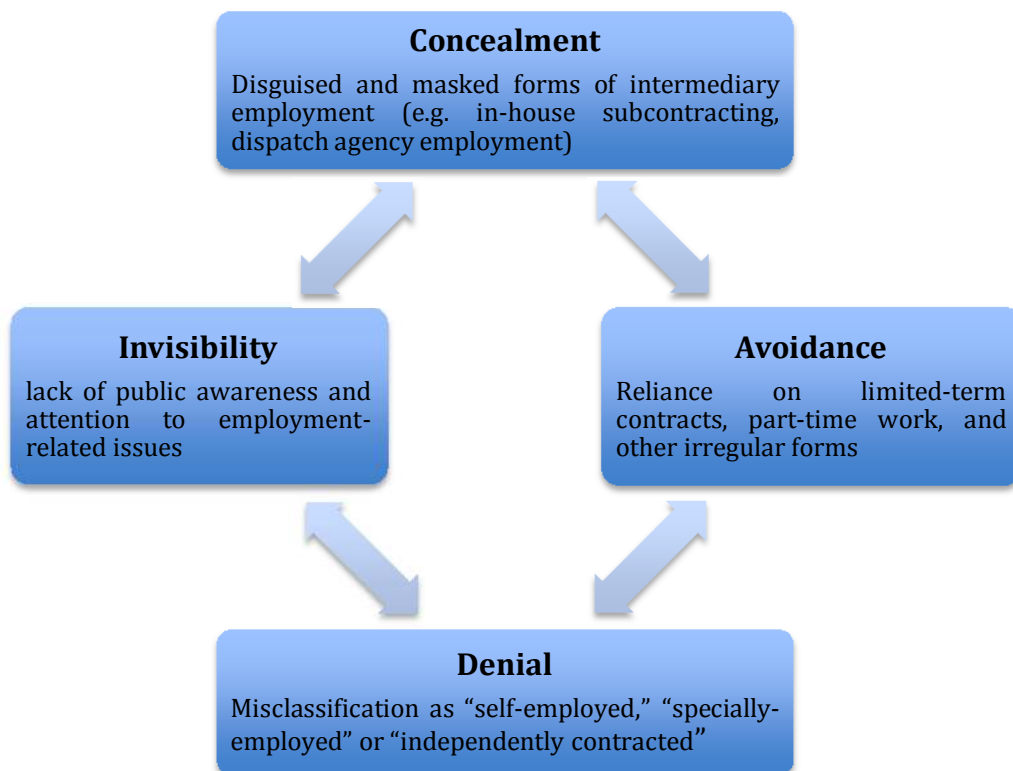 Concealment
Disguised and masked forms of intermediary
employment (e.g. in-house subcontracting,
dispatch agency employment)
Invisibility
lack of public awareness and
attention to employment-
related issues
Avoidance
Reliance on limited-term
contracts, part-time work, and
other irregular forms
Denial
Misclassification as “self-employed,” “specially-
employed” or “independently contracted”